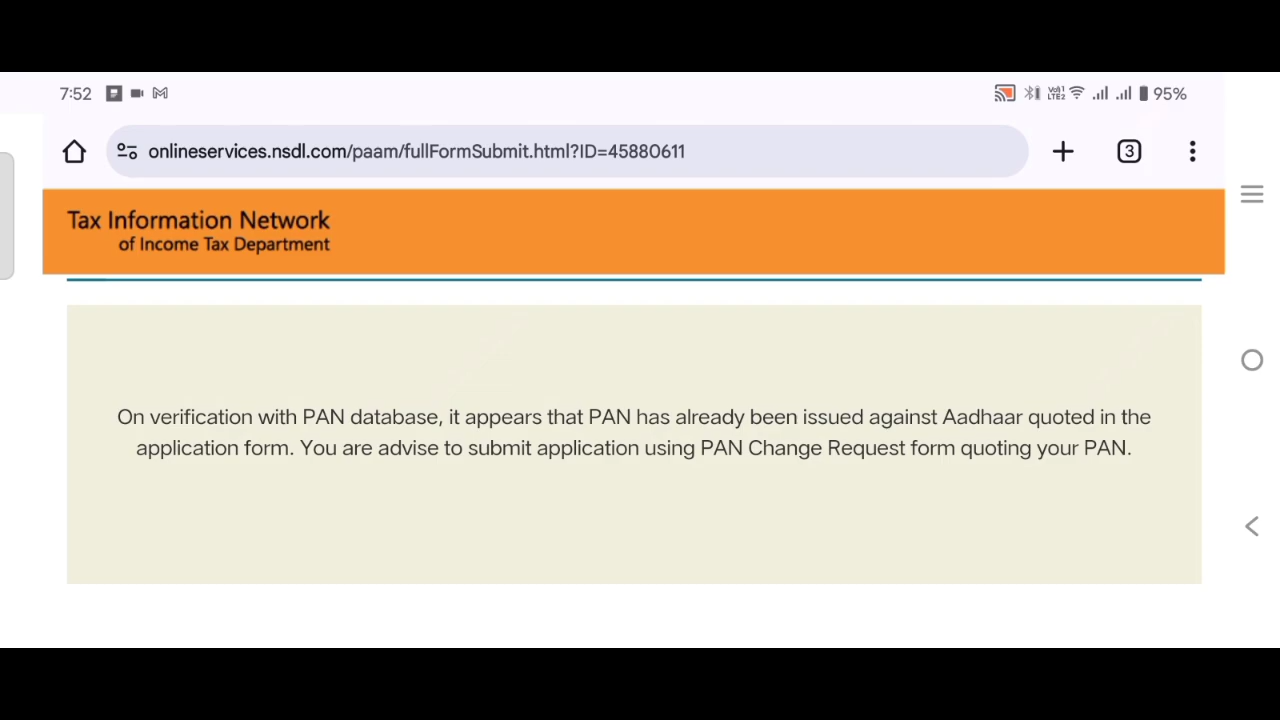 7:52
95%
onlineservices.nsdl.com/paam/fullFormSubmit.html?ID=45880611
3
Tax Information Network
of Income Tax Department
On verification with PAN database, it appears that PAN has already been issued against Aadhaar quoted in the
application form. You are advise to submit application using PAN Change Request form quoting your PAN.